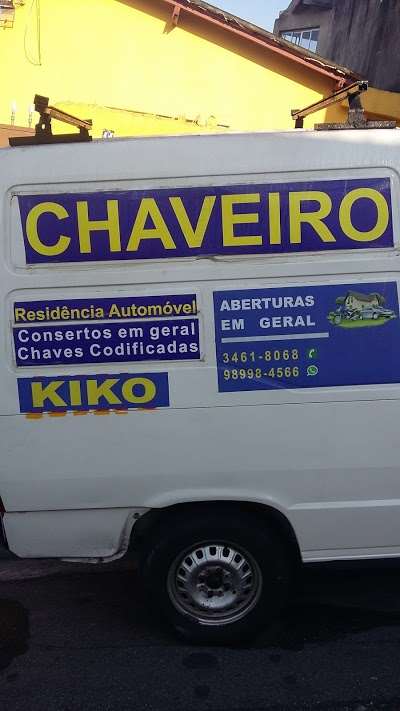 CHAVEIRO
Residência Automóvel
Consertos em geral
Chaves Codificadas
KIKO
ABERTURAS
EM GERAL
3461-8068
98998-4566